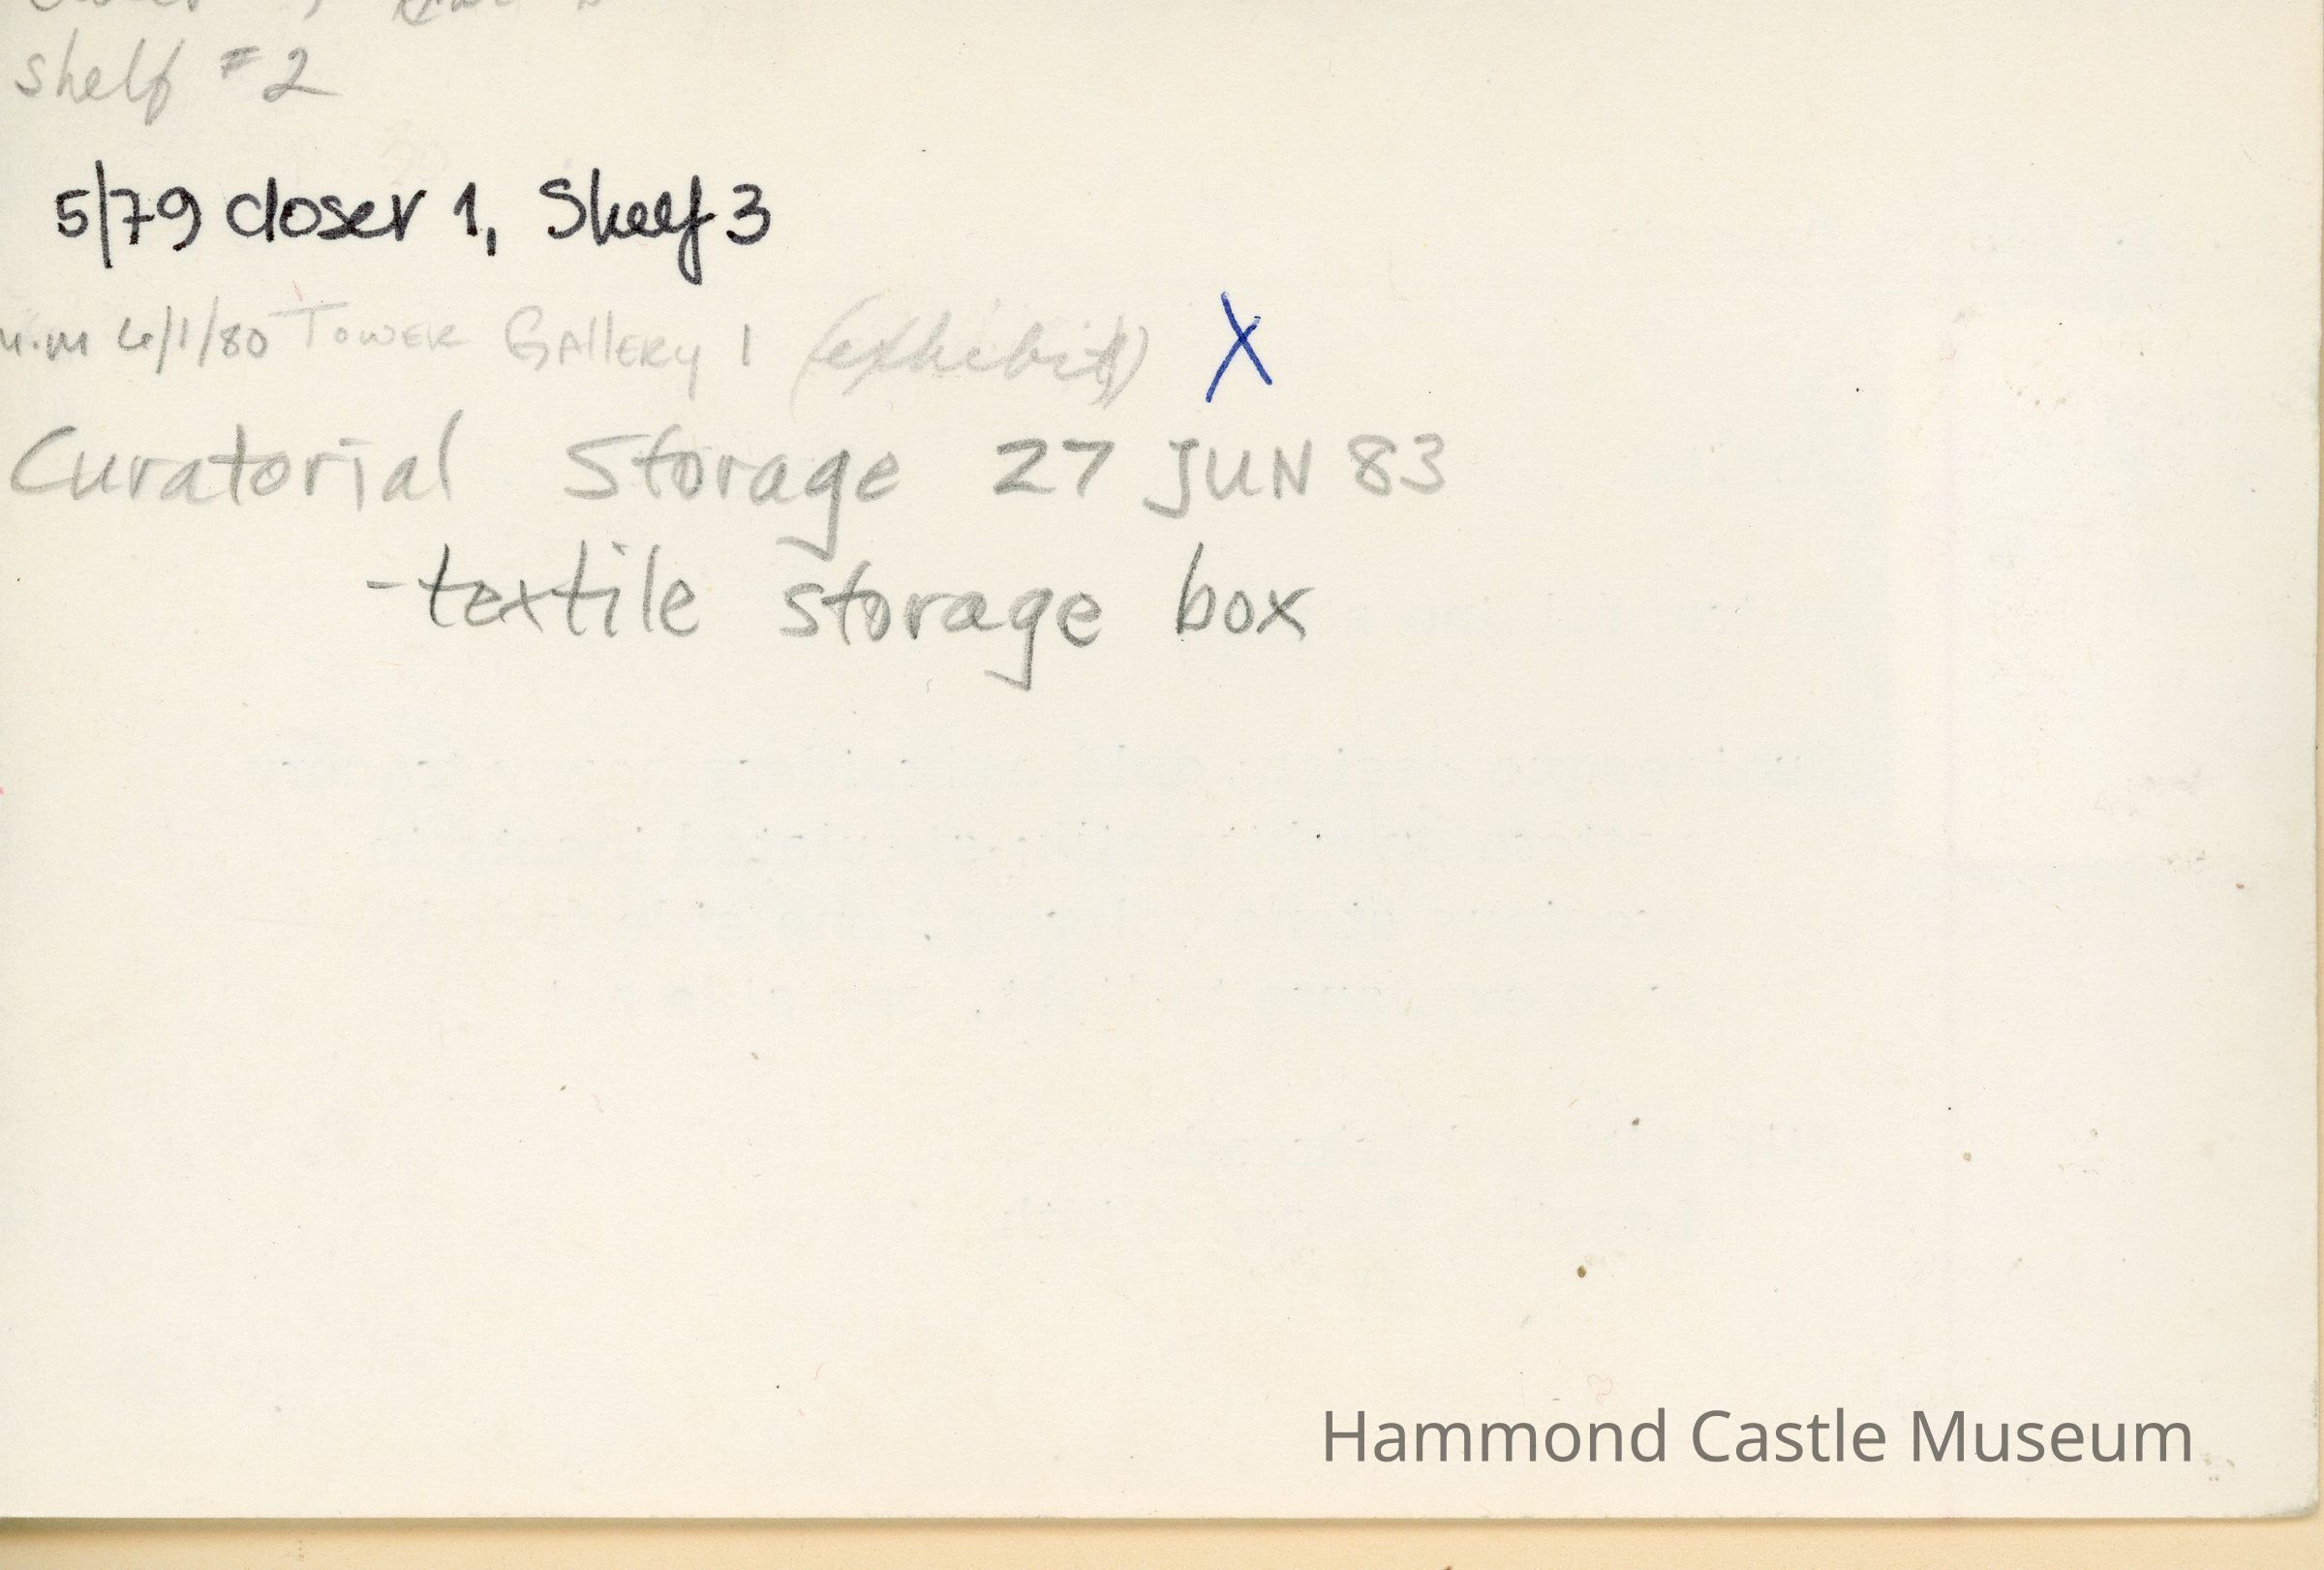 shelf #2
5/79 closer 1, Shelf 3
M.M 6/1/80 Tower Gallery 1 (exhibit) X
Curatorial Storage 27 JUN 83
-textile storage box
Hammond Castle Museum